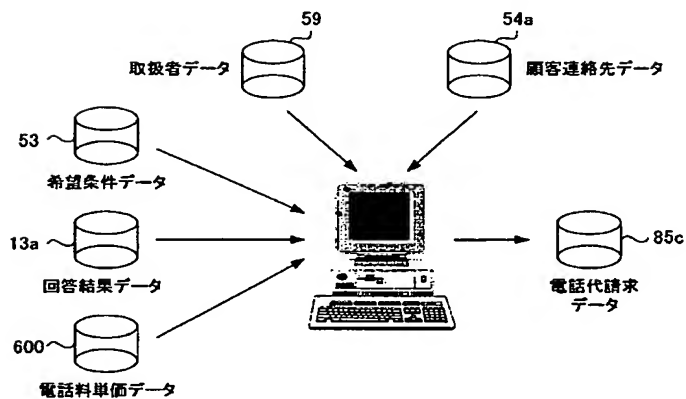 59
取扱者データ
54a
顧客連絡先データ
53
希望条件データ
13a
回答結果データ
85c
電話代請求
データ
600
電話料単価データ